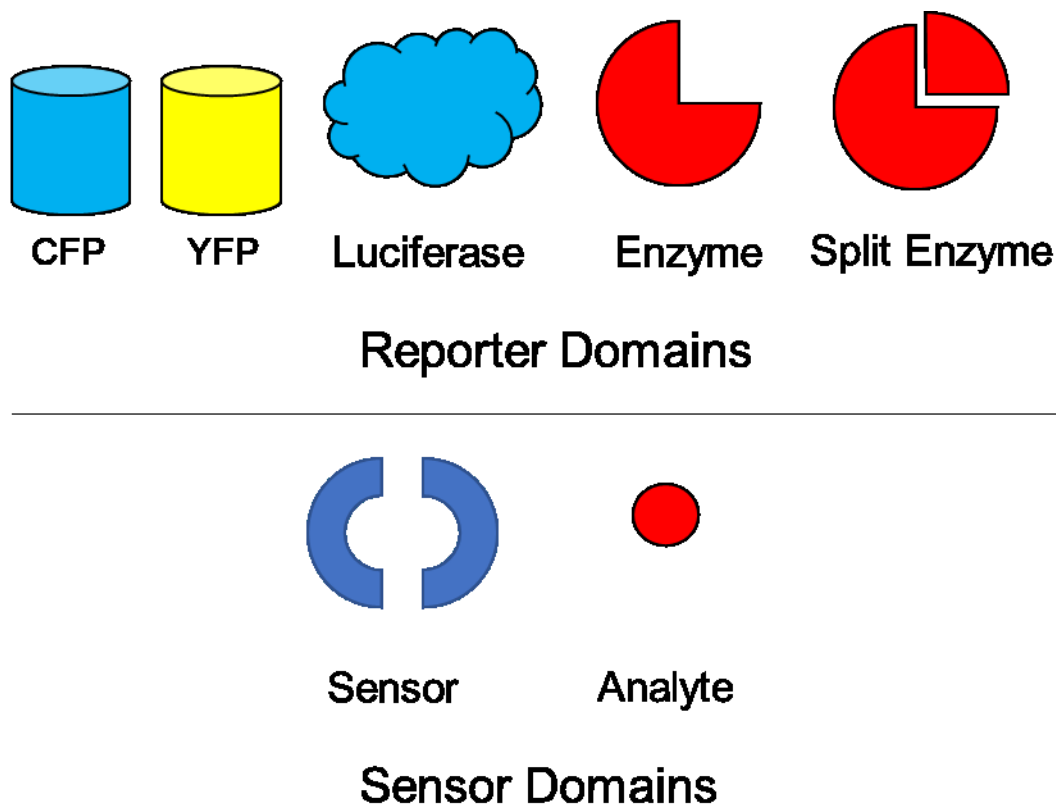 CFP YFP Luciferase Enzyme Split Enzyme
Reporter Domains
Sensor Analyte
Sensor Domains